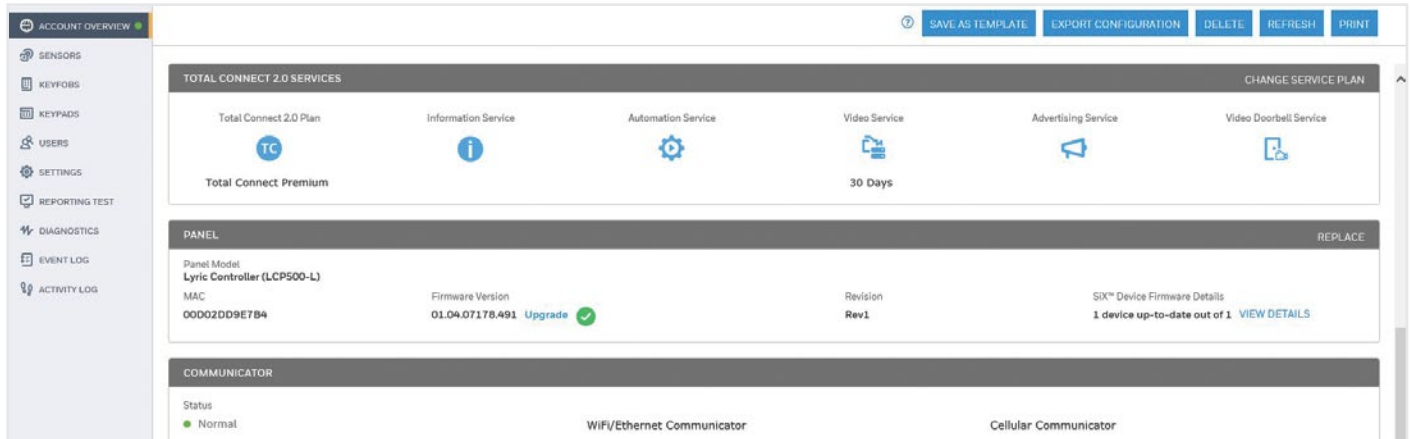 ACCOUNT OVERVIEW
SAVE AS TEMPLATE EXPORT CONFIGURATION DELETE REFRESH PRINT
SENSORS
KEYFOBS
KEYPADS
USERS
SETTINGS
REPORTING TEST
DIAGNOSTICS
EVENT LOG
ACTIVITY LOG
TOTAL CONNECT 2.0 SERVICES CHANGE SERVICE PLAN
Total Connect 2.0 Plan Information Service Automation Service Video Service Advertising Service Video Doorbell Service
TC
Total Connect Premium 30 Days
PANEL REPLACE
Panel Model
Lyric Controller (LCP500-L)
MAC Firmware Version Revision SiX™ Device Firmware Details
00D02DD9E7B4 01.04.07178.491 Upgrade Rev1 1 device up-to-date out of 1 VIEW DETAILS
COMMUNICATOR
Status
Normal WiFi/Ethernet Communicator Cellular Communicator